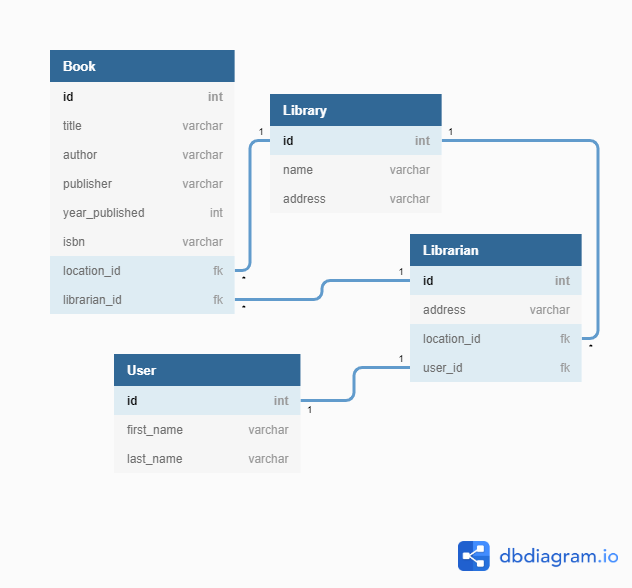 Book
id int
title varchar
author varchar
publisher varchar
year_published int
isbn varchar
location_id fk
librarian_id fk
1
*
*
Library
id int
name varchar
address varchar
1
Librarian
id int
address varchar
location_id fk
user_id fk
1
*
1
User
id int
first_name varchar
last_name varchar
1
dbdiagram.io